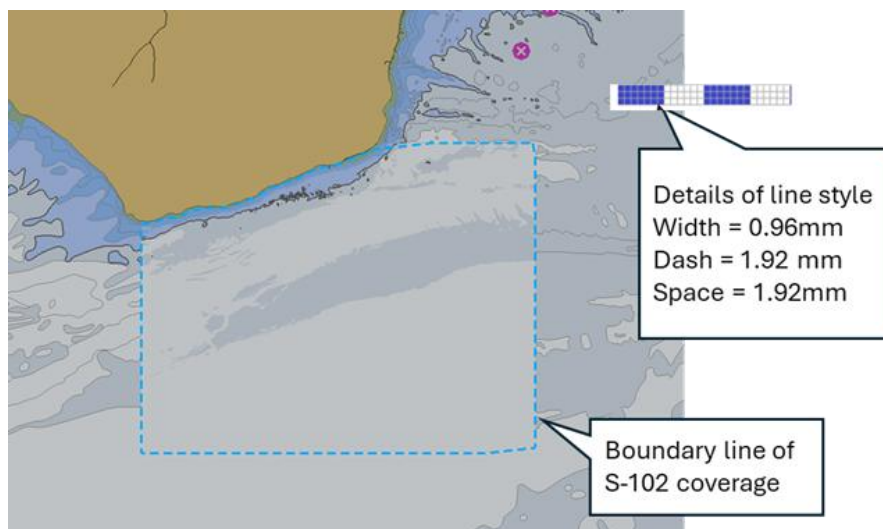 Details of line style
Width = 0.96mm
Dash = 1.92 mm
Space = 1.92mm
Boundary line of
S-102 coverage